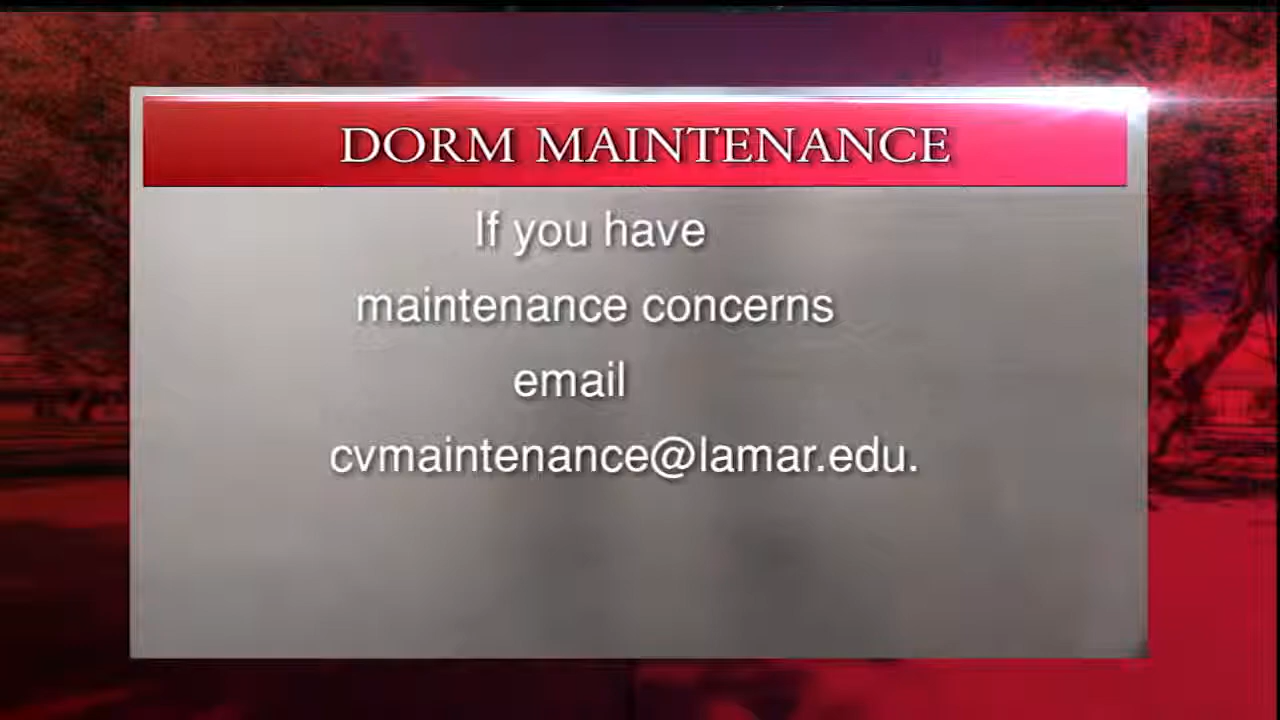 DORM MAINTENANCE
If you have
maintenance concerns
email
cvmaintenance@lamar.edu.